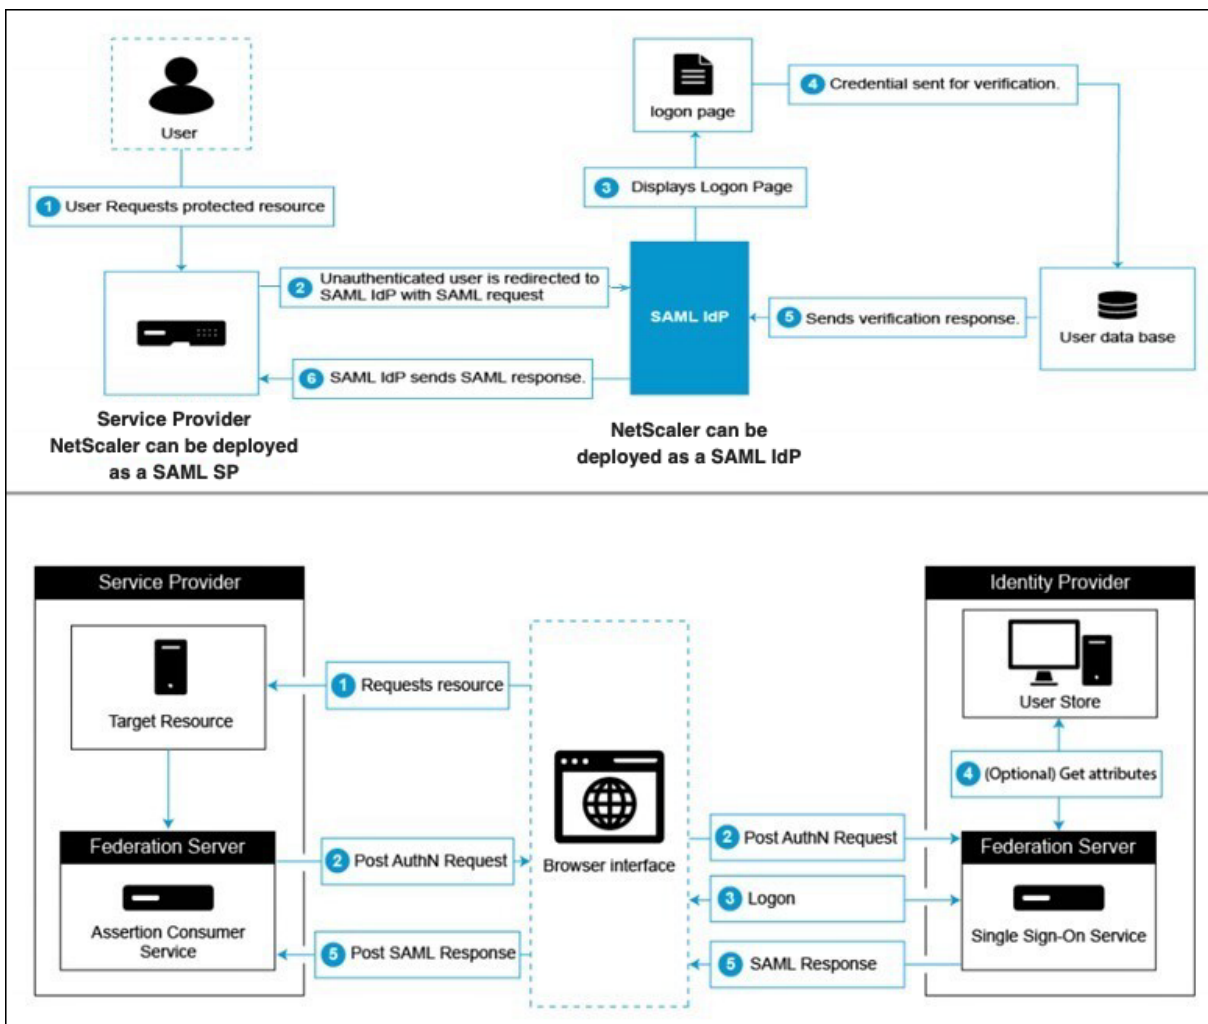 User
1 User Requests protected resource
2 Unauthenticated user is redirected to
SAML IdP with SAML request
6 SAML IdP sends SAML response.
Service Provider
NetScaler can be deployed
as a SAML SP
logon page
4 Credential sent for verification.
3 Displays Logon Page
SAML IdP
5 Sends verification response.
User data base
NetScaler can be
deployed as a SAML IdP
Service Provider
Target Resource
1 Requests resource
Federation Server
Assertion Consumer
Service
2 Post AuthN Request
5 Post SAML Response
Browser interface
2 Post AuthN Request
3 Logon
5 SAML Response
Identity Provider
User Store
4 (Optional) Get attributes
Federation Server
Single Sign-On Service